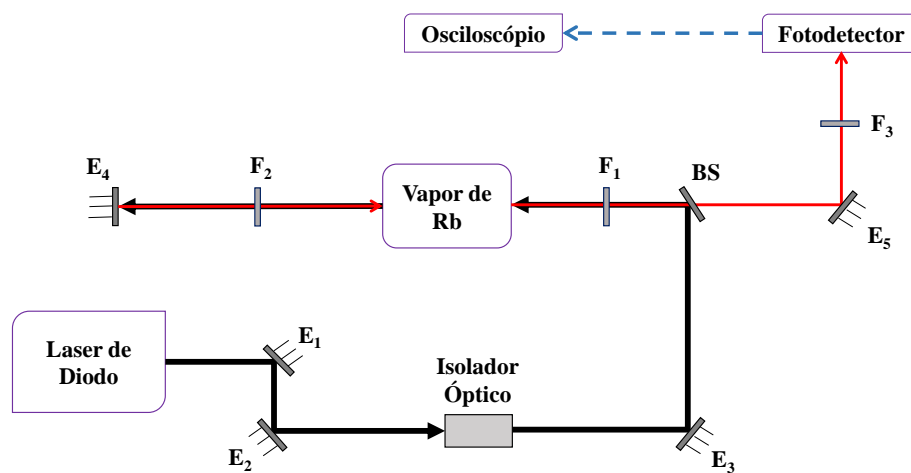 Osciloscópio
Fotodetector
F3
E4
F2
Vapor de
Rb
F1
BS
E5
Laser de
Diodo
E1
Isolador
Óptico
E2
E3